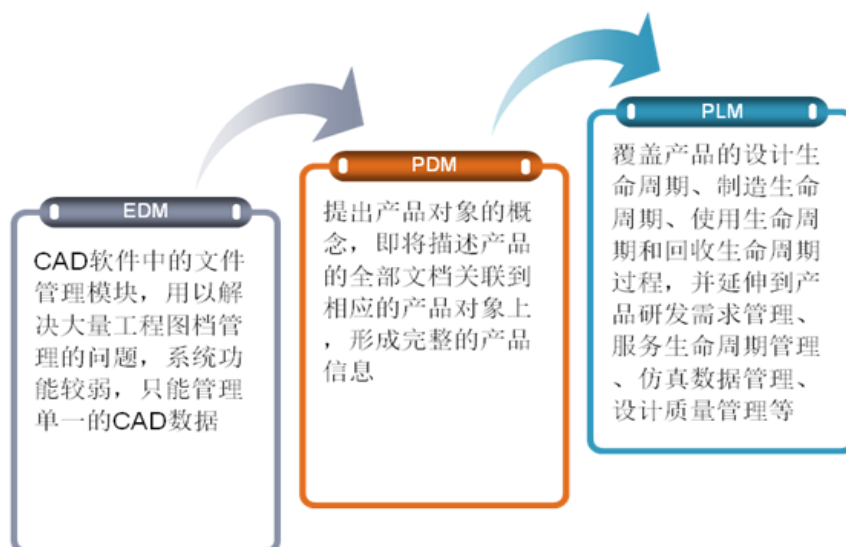 EDM
CAD软件中的文件
管理模块，用以解
决大量工程图档管
理的问题，系统功
能较弱，只能管理
单一的CAD数据
PDM
提出产品对象的概
念，即将描述产品
的全部文档关联到
相应的产品对象上
，形成完整的产品
信息
PLM
覆盖产品的设计生
命周期、制造生命
周期、使用生命周
期和回收生命周期
过程，并延伸到产
品研发需求管理、
服务生命周期管理
、仿真数据管理、
设计质量管理等